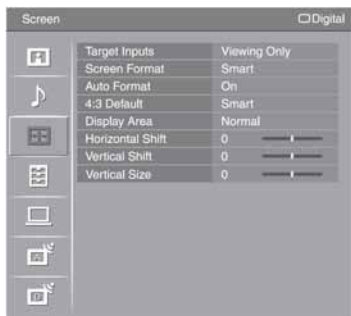 Screen Digital
Target Inputs Viewing Only
Screen Format Smart
Auto Format On
4:3 Default Smart
Display Area Normal
Horizontal Shift 0
Vertical Shift 0
Vertical Size 0